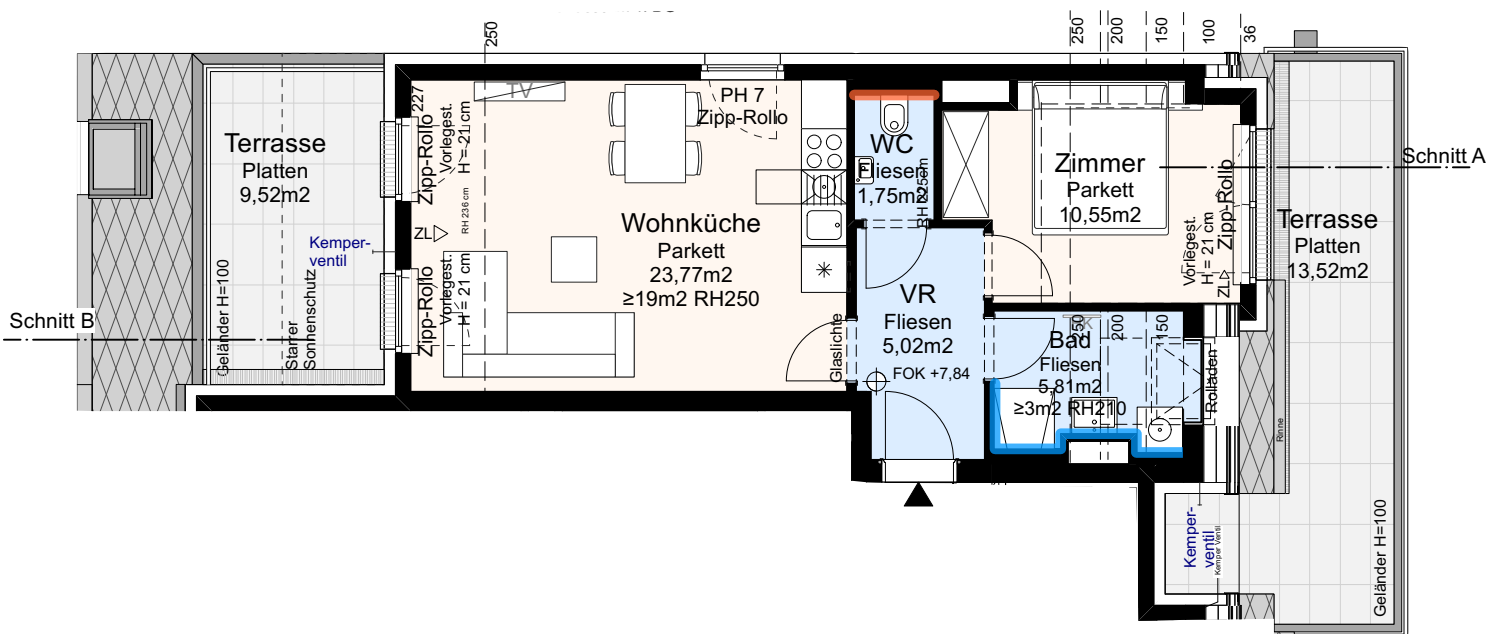 250
250
200
150
100
36
Terrasse
Platten
9,52m2
Kemper-
ventil
Geländer H=100
Starrer
Sonnenschutz
Schnitt B
227
Zipp-Rollo
Vorlegest.
H = 21 cm
RH 236 cm
ZL
Zipp-Rollo
Vorlegest.
H = 21 cm
TV
PH 7
Zipp-Rollo
Wohnküche
Parkett
23,77m2
≥19m2 RH250
Glaslichte
WC
Fliesen
1,75m2
RH225cm
VR
Fliesen
5,02m2
FOK +7,84
Zimmer
Parkett
10,55m2
Zipp-Rollo
Vorlegest.
H = 21 cm
ZL
250
200
150
Bad
Fliesen
5,81m2
≥3m2 RH210
Rolläden
Schnitt A
Terrasse
Platten
13,52m2
Rinne
Geländer H=100
Kemper-
ventil
Kemper Ventil